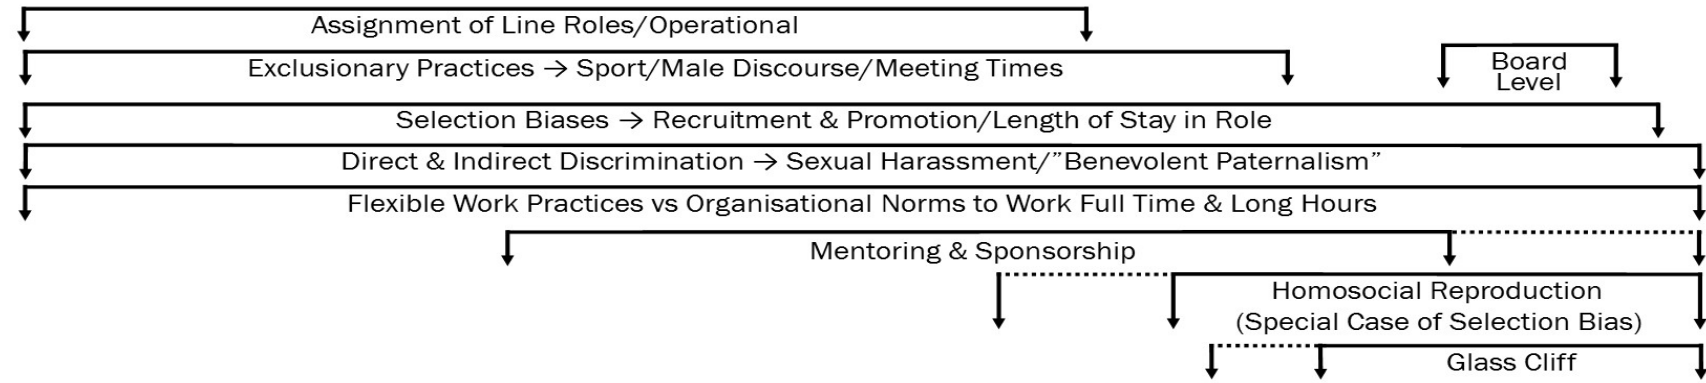 Assignment of Line Roles/Operational
Exclusionary Practices → Sport/Male Discourse/Meeting Times
Board
Level
Selection Biases → Recruitment & Promotion/Length of Stay in Role
Direct & Indirect Discrimination → Sexual Harassment/”Benevolent Paternalism”
Flexible Work Practices vs Organisational Norms to Work Full Time & Long Hours
Mentoring & Sponsorship
Homosocial Reproduction
(Special Case of Selection Bias)
Glass Cliff